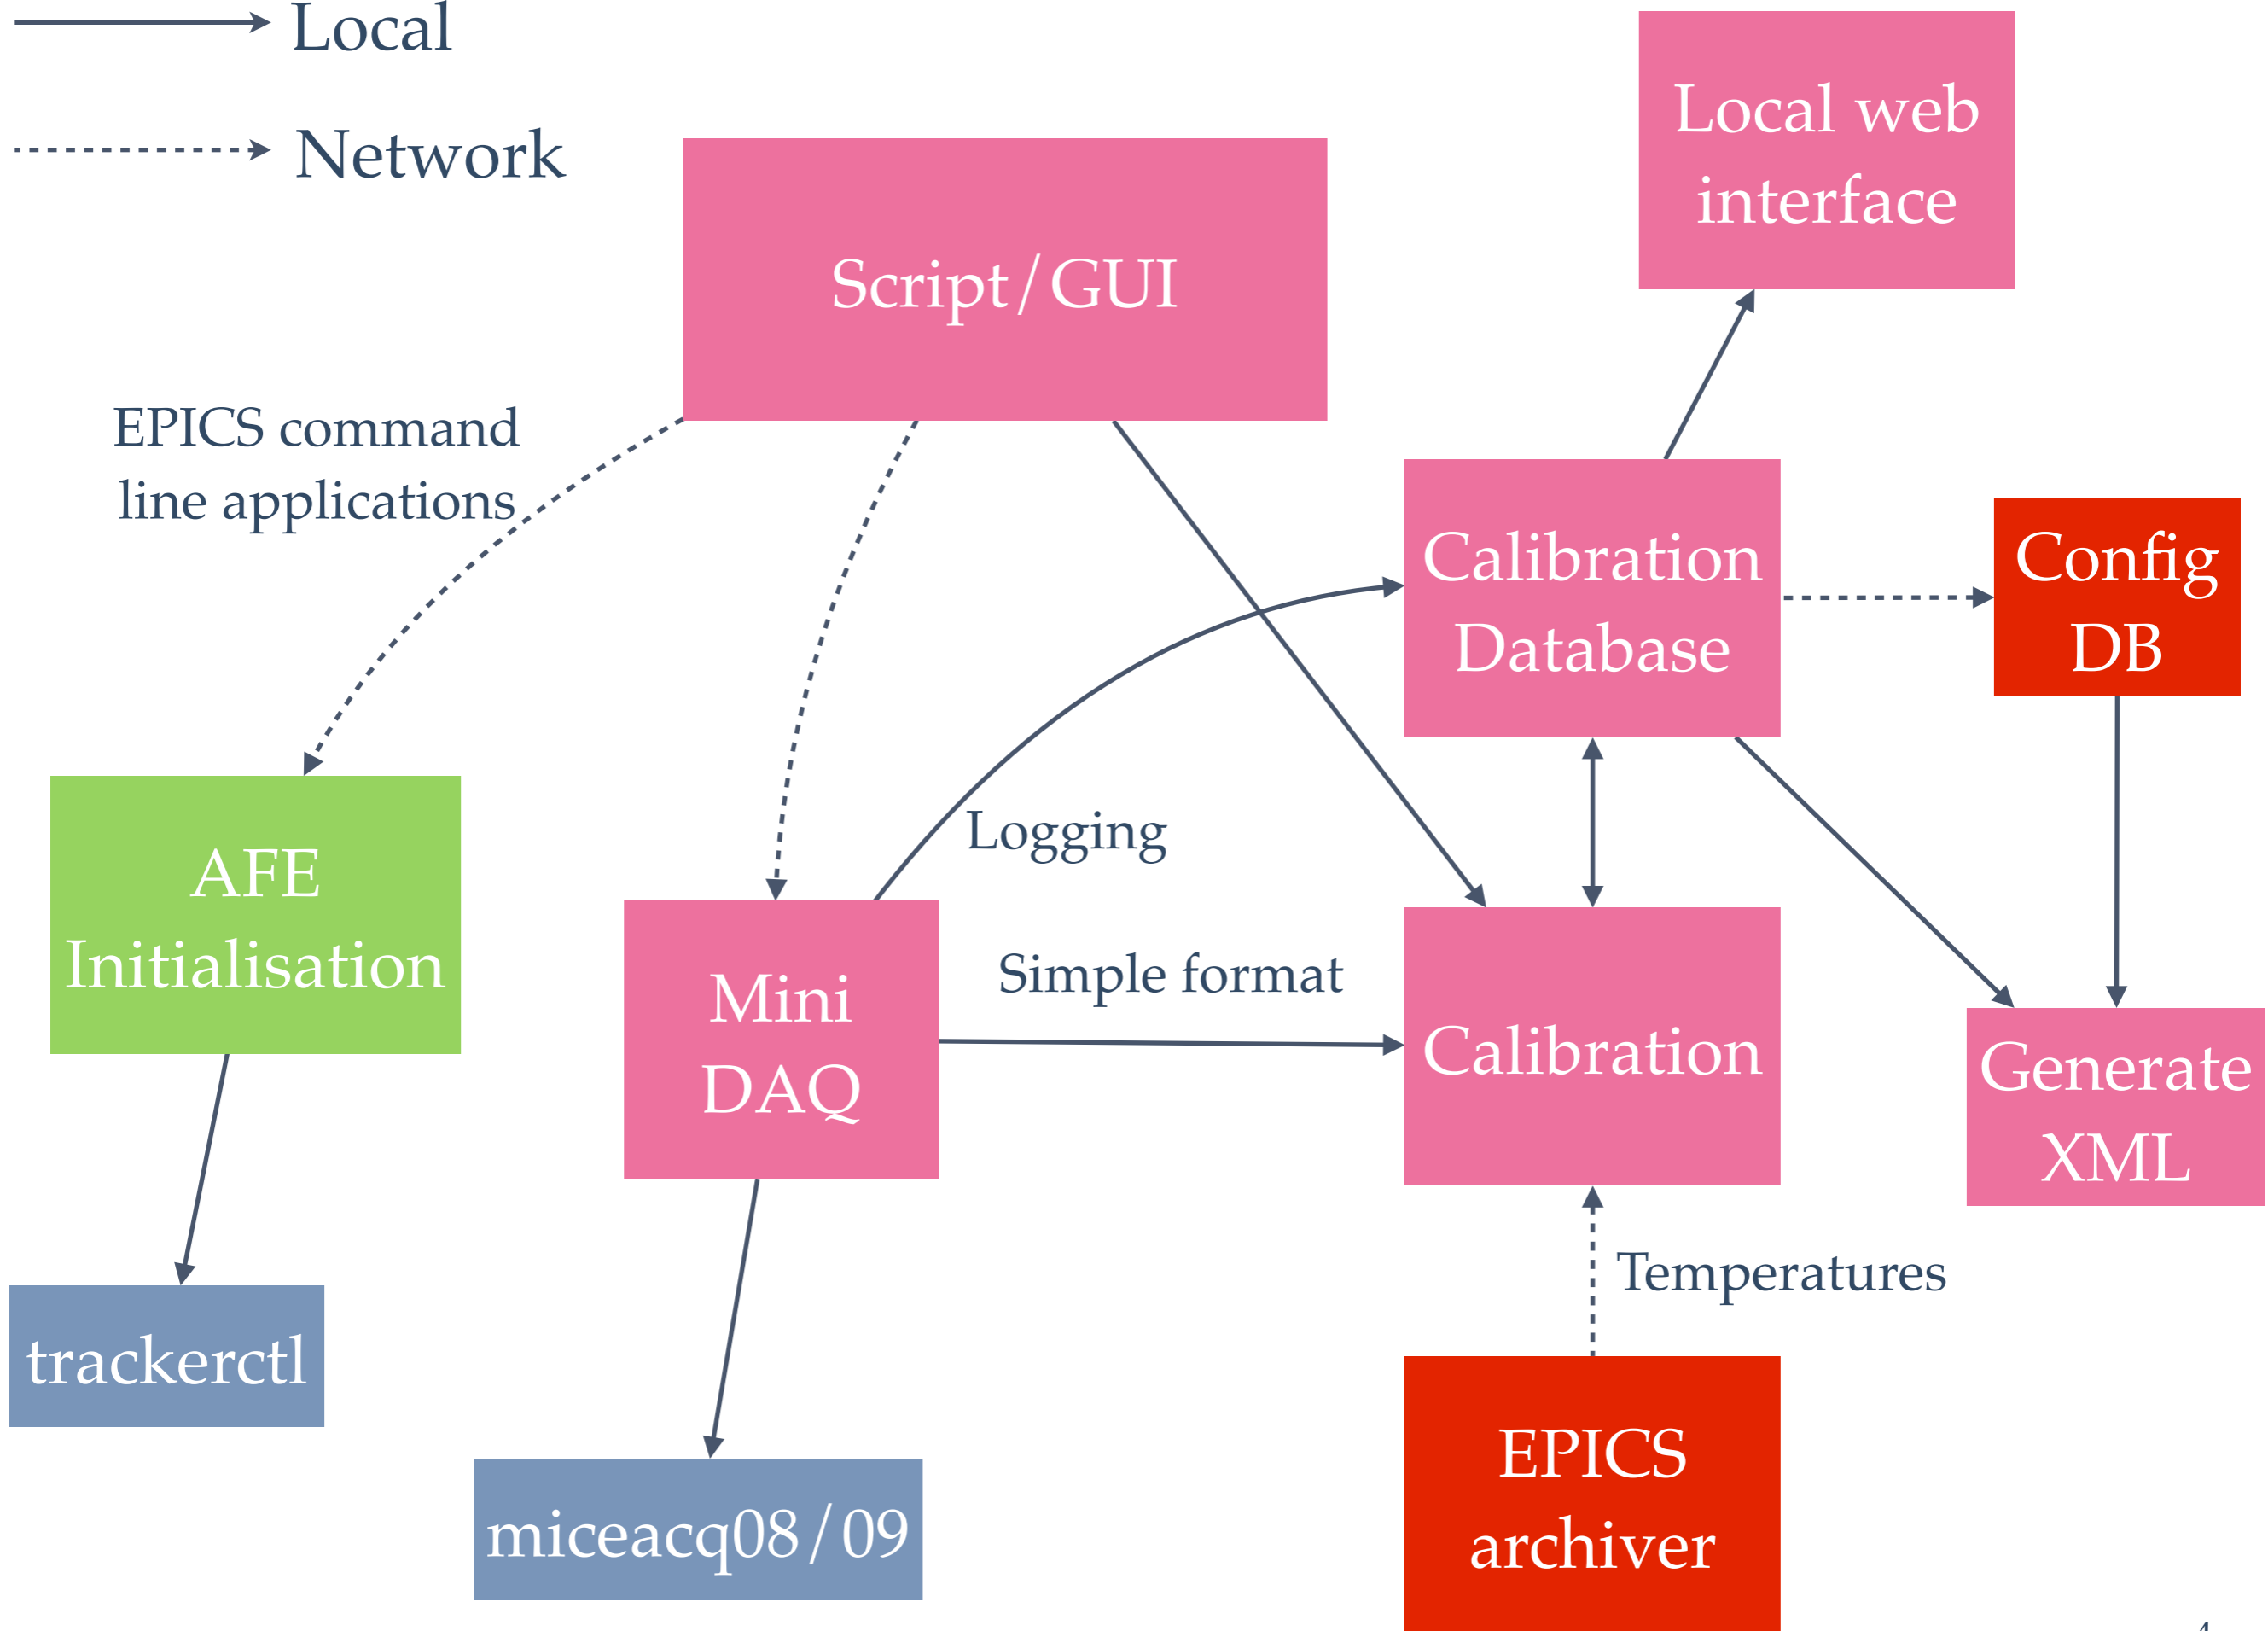 Local
Network
Local web
interface
Script / GUI
EPICS command
line applications
Calibration
Database
Config
DB
AFE
Initialisation
Logging
Simple format
Mini
DAQ
Calibration
Generate
XML
Temperatures
trackerctl
EPICS
archiver
miceacq08 / 09